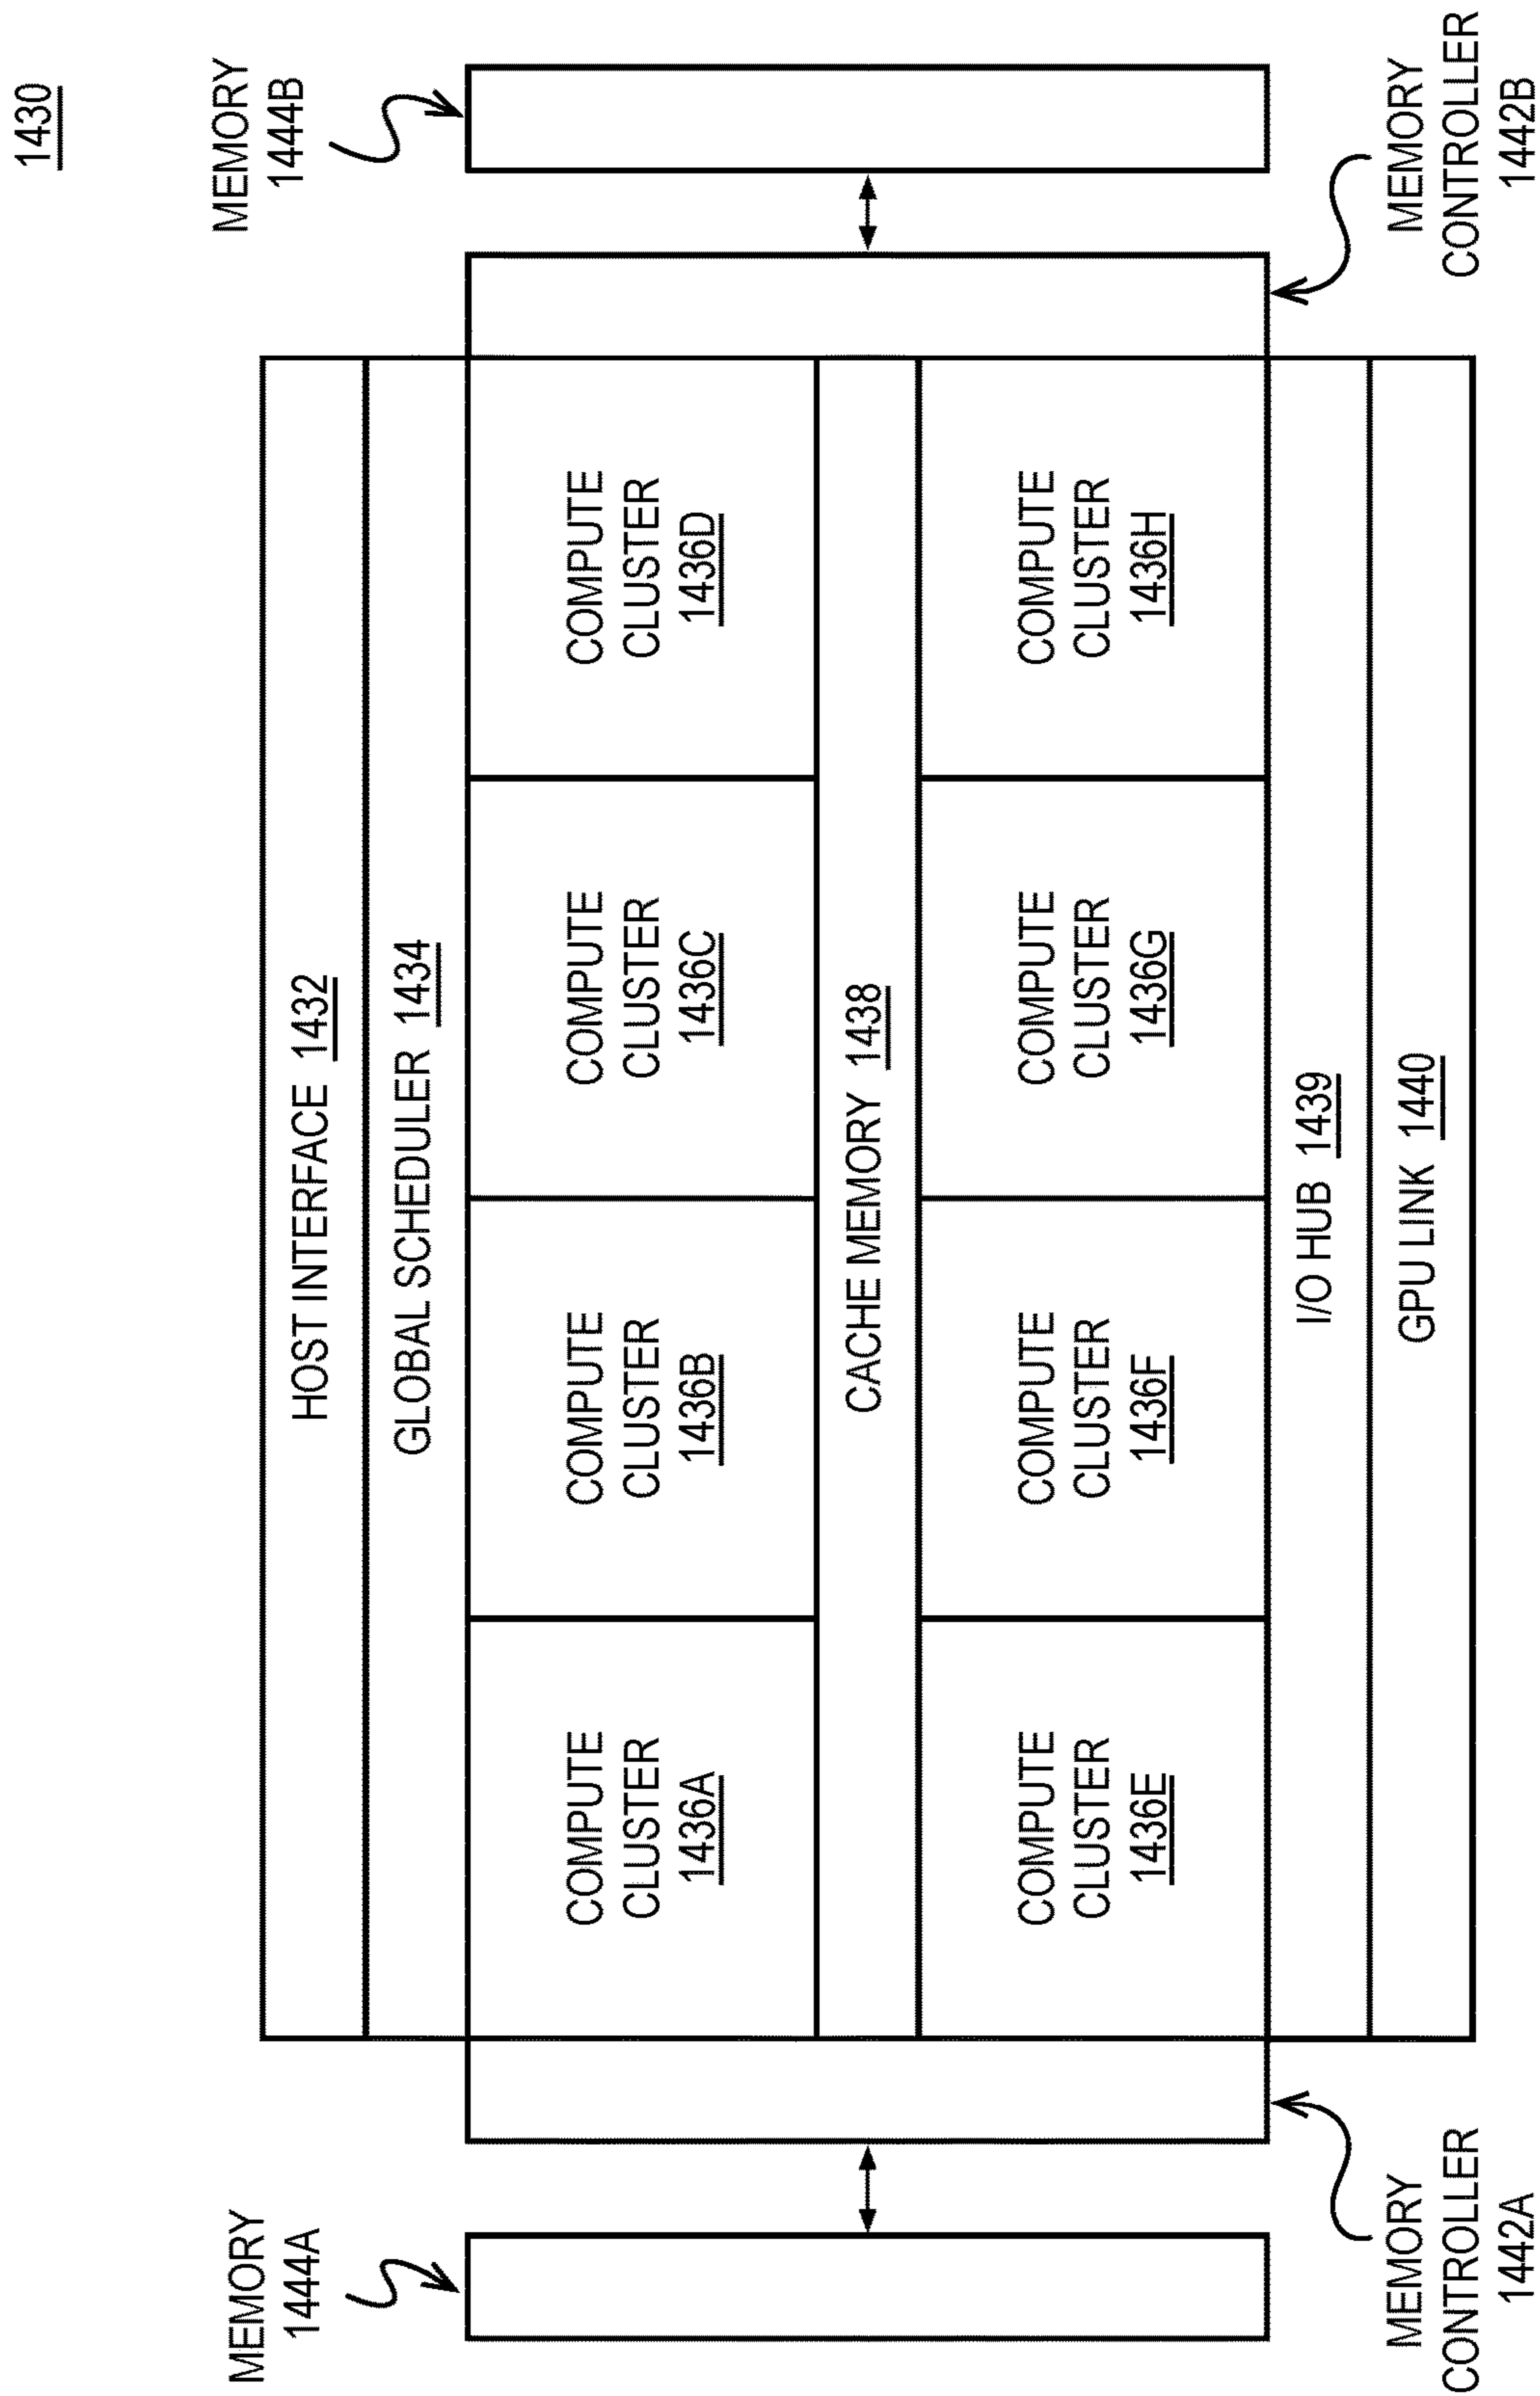 1430
MEMORY
1444A
MEMORY
1444B
HOST INTERFACE 1432
GLOBAL SCHEDULER 1434
COMPUTE
CLUSTER
1436A
COMPUTE
CLUSTER
1436B
COMPUTE
CLUSTER
1436C
COMPUTE
CLUSTER
1436D
CACHE MEMORY 1438
COMPUTE
CLUSTER
1436E
COMPUTE
CLUSTER
1436F
COMPUTE
CLUSTER
1436G
COMPUTE
CLUSTER
1436H
I/O HUB 1439
GPU LINK 1440
MEMORY
CONTROLLER
1442A
MEMORY
CONTROLLER
1442B